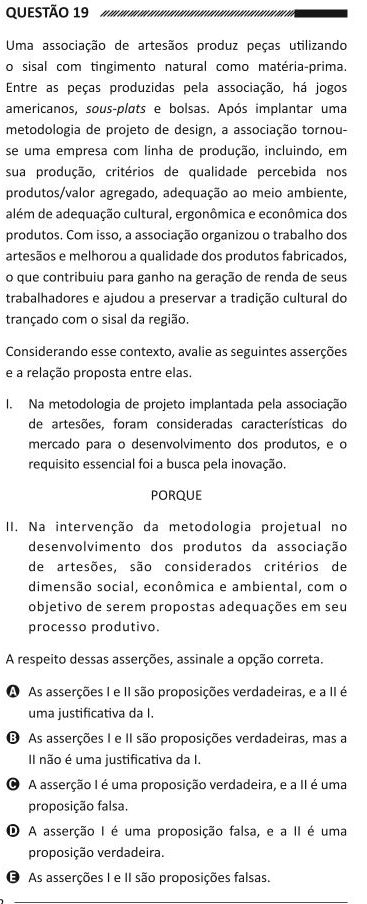 QUESTÃO 19
Uma associação de artesãos produz peças utilizando
o sisal com tingimento natural como matéria-prima.
Entre as peças produzidas pela associação, há jogos
americanos, sous-plats e bolsas. Após implantar uma
metodologia de projeto de design, a associação tornou-
se uma empresa com linha de produção, incluindo, em
sua produção, critérios de qualidade percebida nos
produtos/valor agregado, adequação ao meio ambiente,
além de adequação cultural, ergonômica e econômica dos
produtos. Com isso, a associação organizou o trabalho dos
artesãos e melhorou a qualidade dos produtos fabricados,
o que contribuiu para ganho na geração de renda de seus
trabalhadores e ajudou a preservar a tradição cultural do
trançado com o sisal da região.
Considerando esse contexto, avalie as seguintes asserções
e a relação proposta entre elas.
I. Na metodologia de projeto implantada pela associação
de artesões, foram consideradas características do
mercado para o desenvolvimento dos produtos, e o
requisito essencial foi a busca pela inovação.
PORQUE
II. Na intervenção da metodologia projetual no
desenvolvimento dos produtos da associação
de artesões, são considerados critérios de
dimensão social, econômica e ambiental, com o
objetivo de serem propostas adequações em seu
processo produtivo.
A respeito dessas asserções, assinale a opção correta.
A As asserções I e II são proposições verdadeiras, e a II é
uma justificativa da I.
B As asserções I e II são proposições verdadeiras, mas a
II não é uma justificativa da I.
C A asserção I é uma proposição verdadeira, e a II é uma
proposição falsa.
D A asserção I é uma proposição falsa, e a II é uma
proposição verdadeira.
E As asserções I e II são proposições falsas.